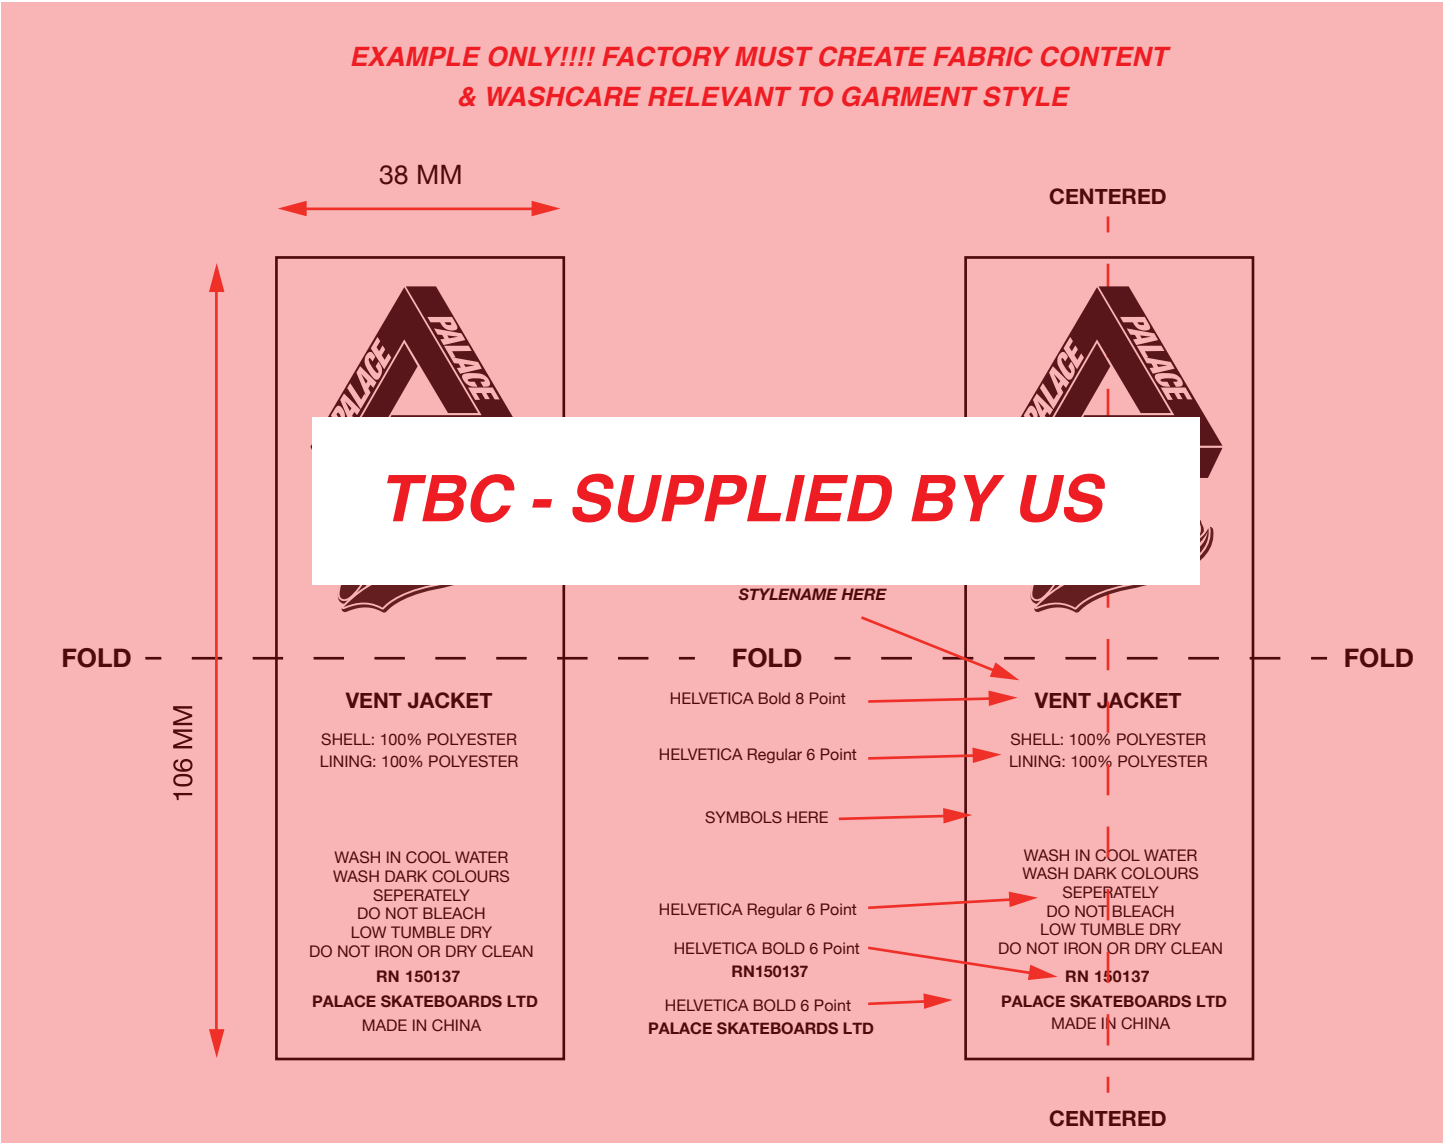 EXAMPLE ONLY!!!! FACTORY MUST CREATE FABRIC CONTENT
& WASHCARE RELEVANT TO GARMENT STYLE
38 MM
CENTERED
PALACE
PALACE
PALACE
PALACE
TBC - SUPPLIED BY US
STYLENAME HERE
FOLD
FOLD
FOLD
106 MM
VENT JACKET
SHELL: 100% POLYESTER
LINING: 100% POLYESTER
WASH IN COOL WATER
WASH DARK COLOURS
SEPERATELY
DO NOT BLEACH
LOW TUMBLE DRY
DO NOT IRON OR DRY CLEAN
RN 150137
PALACE SKATEBOARDS LTD
MADE IN CHINA
HELVETICA Bold 8 Point
HELVETICA Regular 6 Point
SYMBOLS HERE
HELVETICA Regular 6 Point
HELVETICA BOLD 6 Point
RN150137
HELVETICA BOLD 6 Point
PALACE SKATEBOARDS LTD
VENT JACKET
SHELL: 100% POLYESTER
LINING: 100% POLYESTER
WASH IN COOL WATER
WASH DARK COLOURS
SEPERATELY
DO NOT BLEACH
LOW TUMBLE DRY
DO NOT IRON OR DRY CLEAN
RN 150137
PALACE SKATEBOARDS LTD
MADE IN CHINA
CENTERED